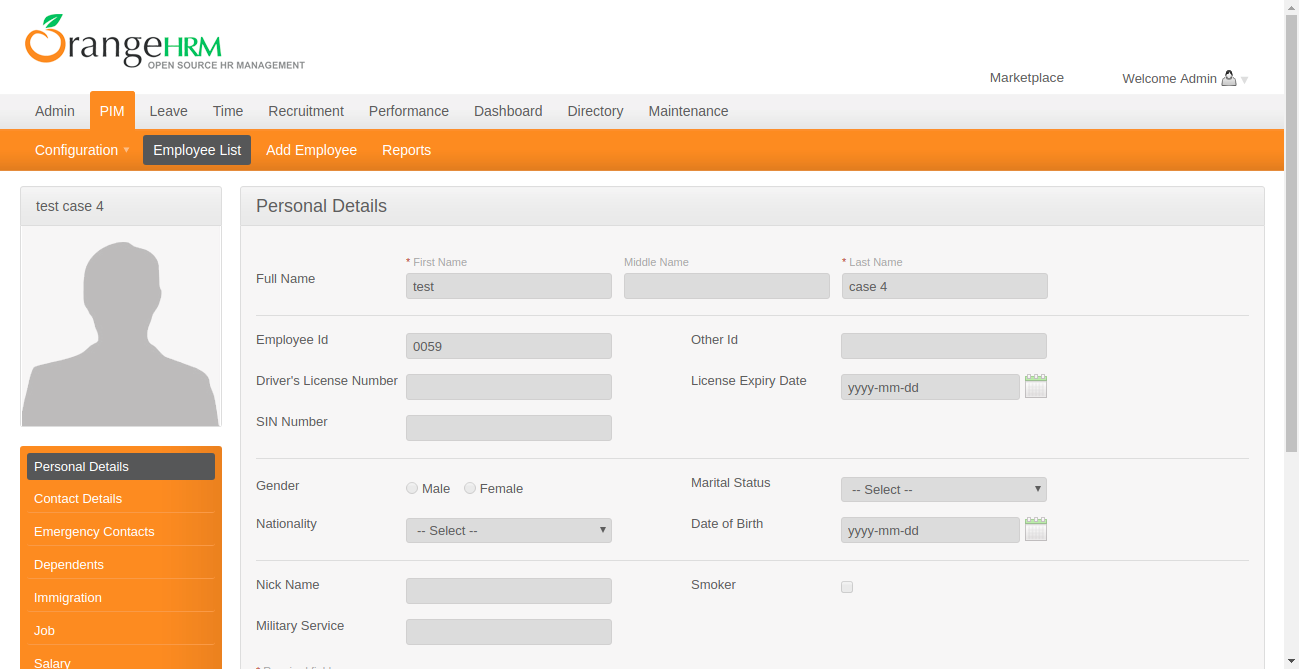 rangeHRM
OPEN SOURCE HR MANAGEMENT
Marketplace Welcome Admin
Admin PIM Leave Time Recruitment Performance Dashboard Directory Maintenance
Configuration Employee List Add Employee Reports
test case 4
Personal Details
* First Name Middle Name * Last Name
Full Name test case 4
Employee Id 0059 Other Id
Driver's License Number License Expiry Date yyyy-mm-dd
SIN Number
Gender Male Female Marital Status -- Select --
Nationality -- Select -- Date of Birth yyyy-mm-dd
Nick Name Smoker
Military Service
Personal Details
Contact Details
Emergency Contacts
Dependents
Immigration
Job
Salary